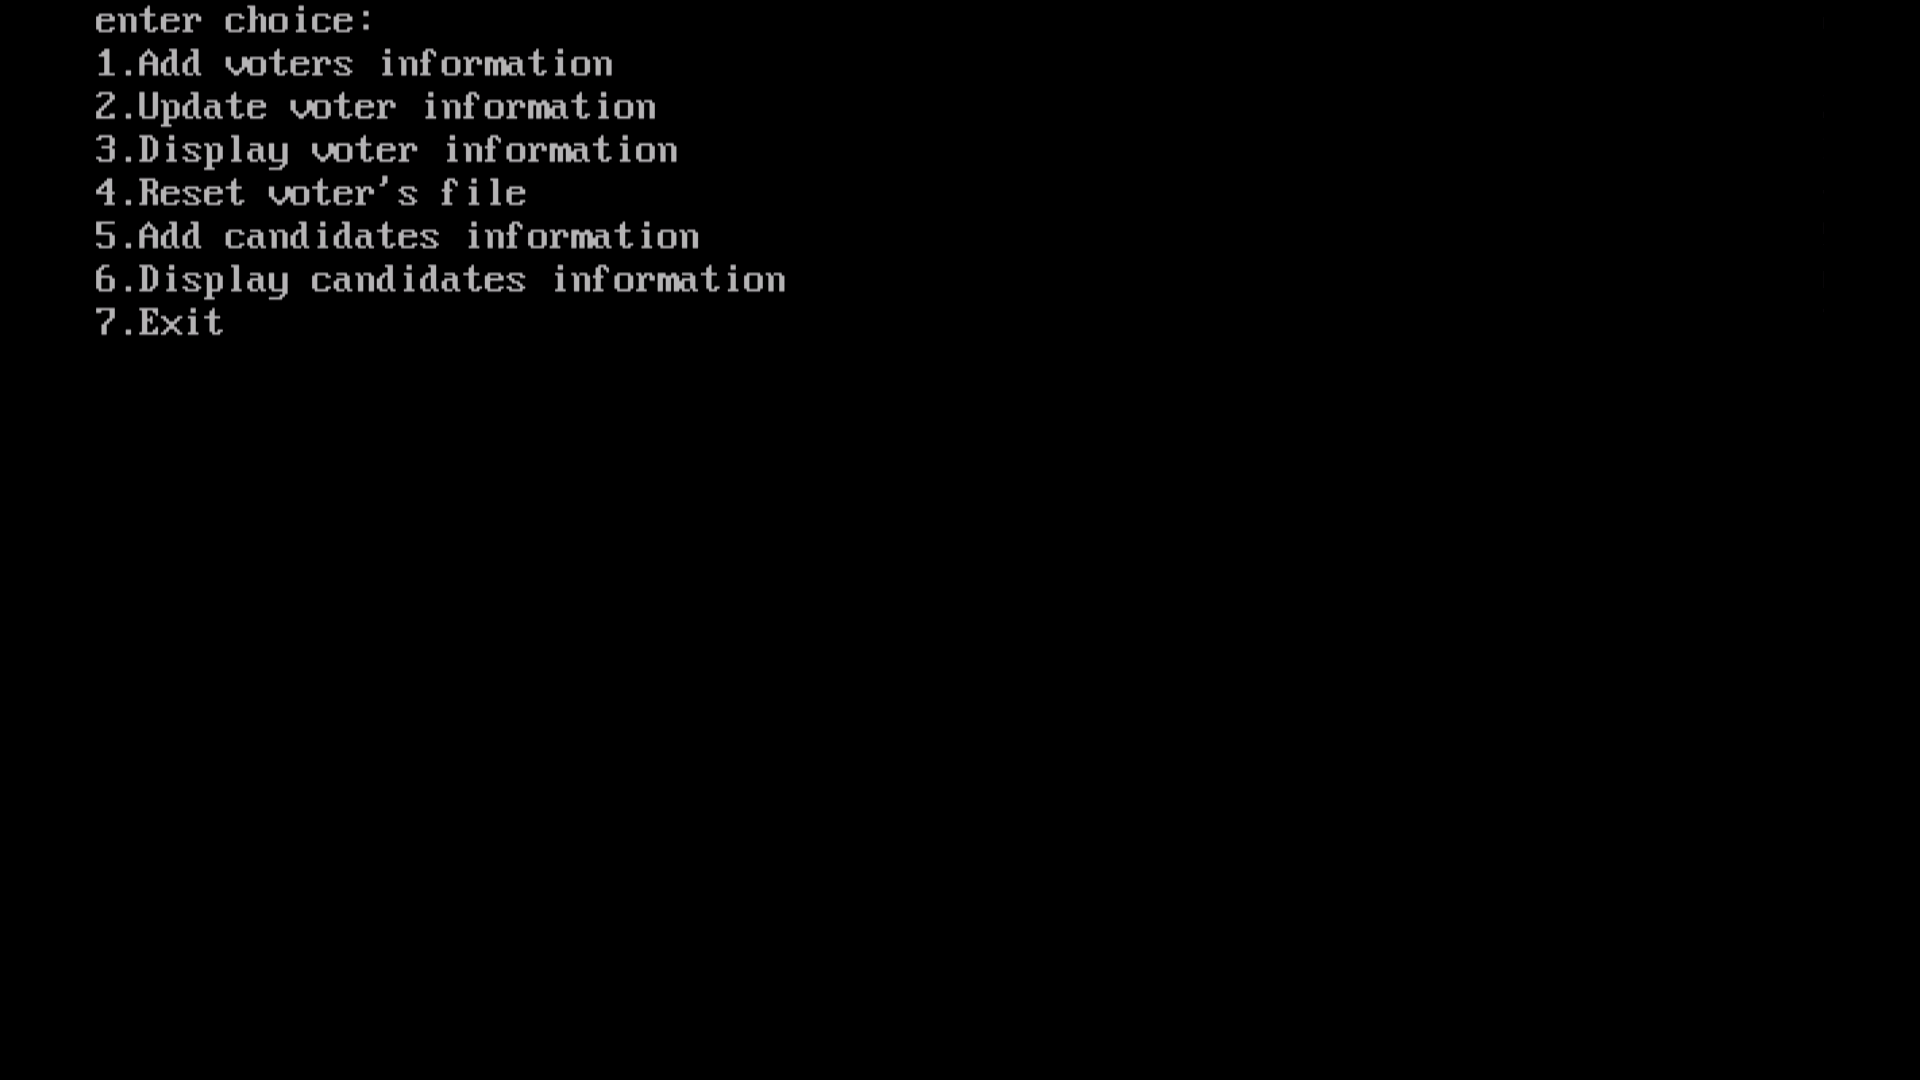 enter choice:
1.Add voters information
2.Update voter information
3.Display voter information
4.Reset voter's file
5.Add candidates information
6.Display candidates information
7.Exit